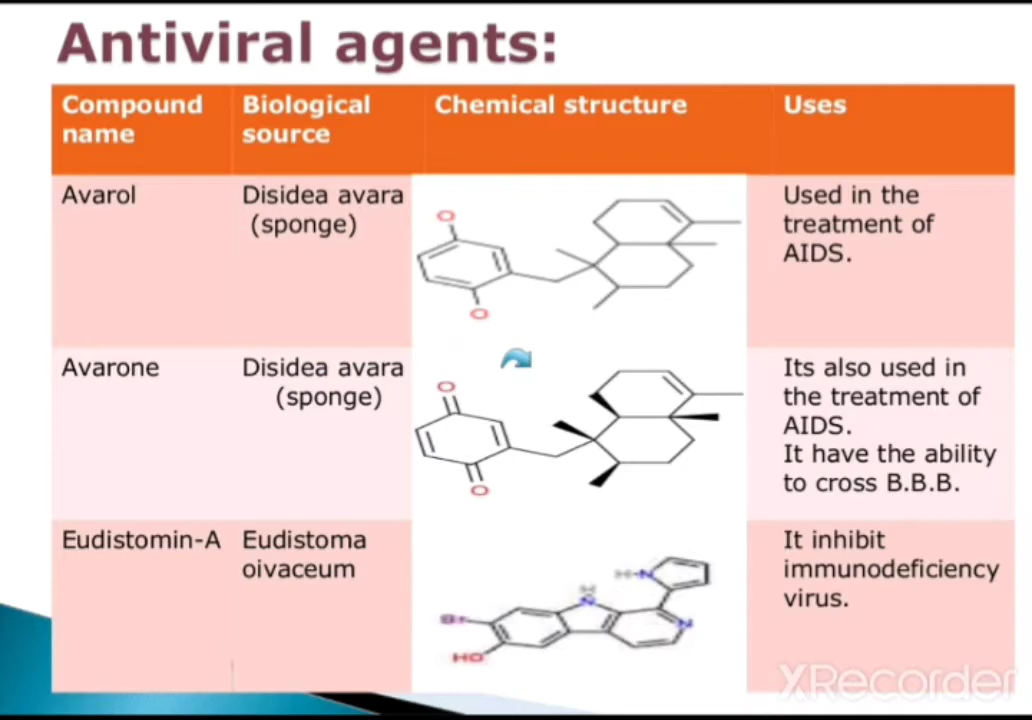 Antiviral agents:
Compound name
Biological source
Chemical structure
Uses
Avarol
Disidea avara
(sponge)
O
O
Used in the
treatment of
AIDS.
Avarone
Disidea avara
(sponge)
O
O
Its also used in
the treatment of
AIDS.
It have the ability
to cross B.B.B.
Eudistomin-A
Eudistoma
oivaceum
H-N
H
N
Br
N
HO
It inhibit
immunodeficiency
virus.
XRecorder